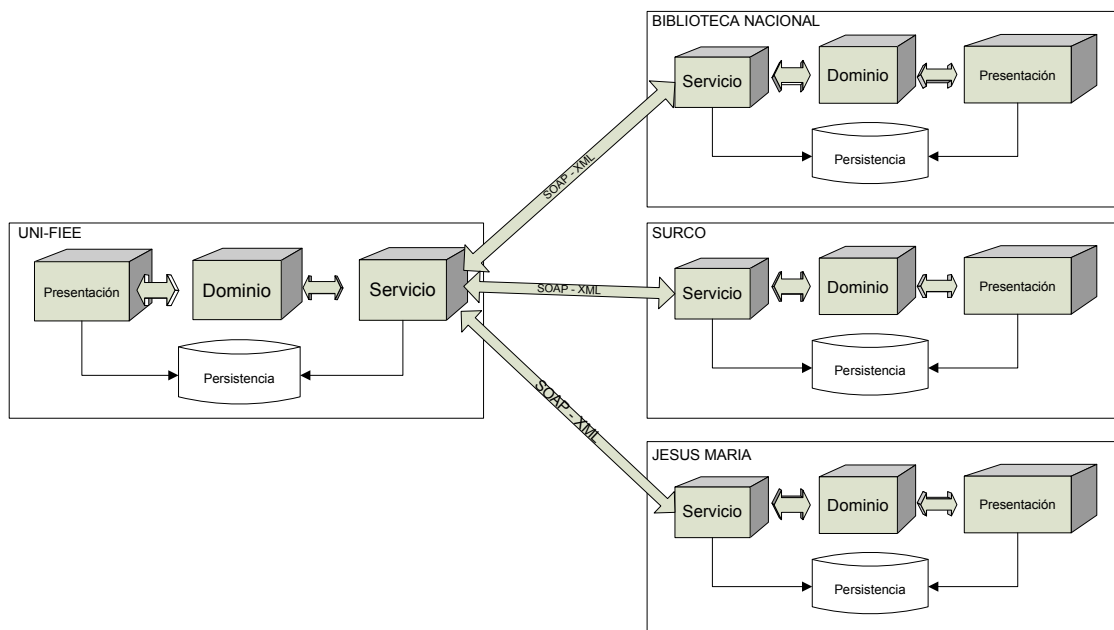 BIBLIOTECA NACIONAL
Servicio
Dominio
Presentación
Persistencia
SOAP - XML
UNI-FIEE
Presentación
Dominio
Servicio
Persistencia
SOAP - XML
SURCO
Servicio
Dominio
Presentación
Persistencia
SOAP - XML
JESUS MARIA
Servicio
Dominio
Presentación
Persistencia